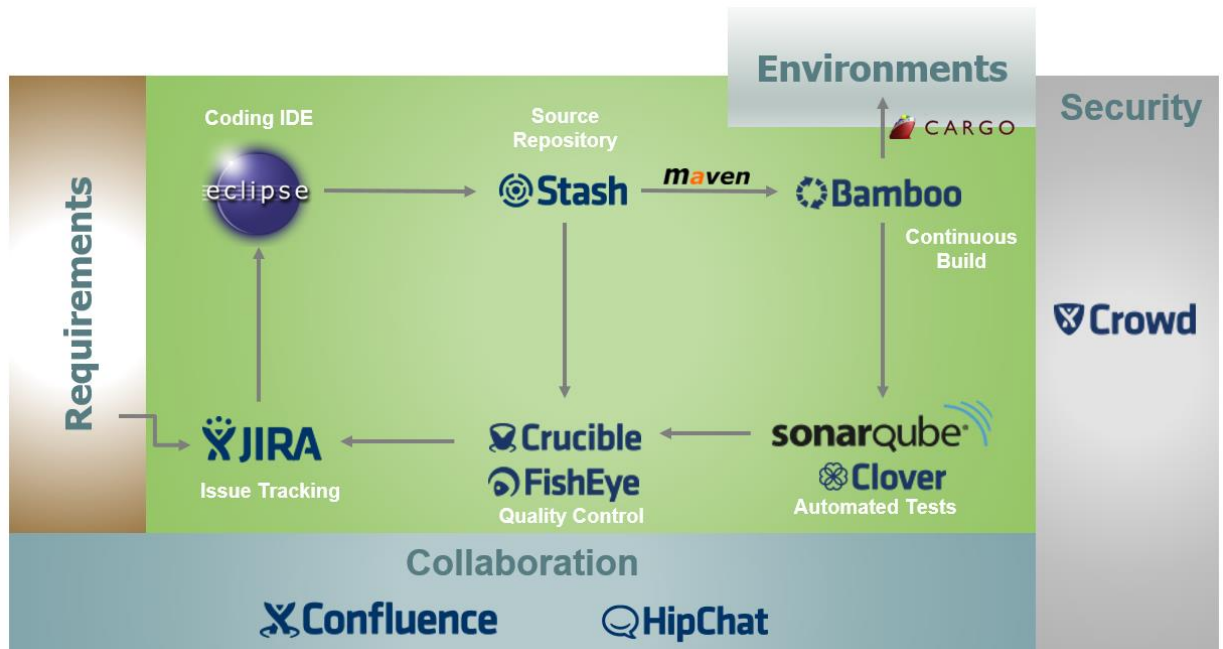 Environments
Security
CARGO
Coding IDE
eclipse
Source
Repository
Stash
maven
Bamboo
Continuous
Build
Requirements
Crowd
JIRA
Issue Tracking
Crucible
FishEye
Quality Control
sonarqube
Clover
Automated Tests
Collaboration
Confluence
HipChat